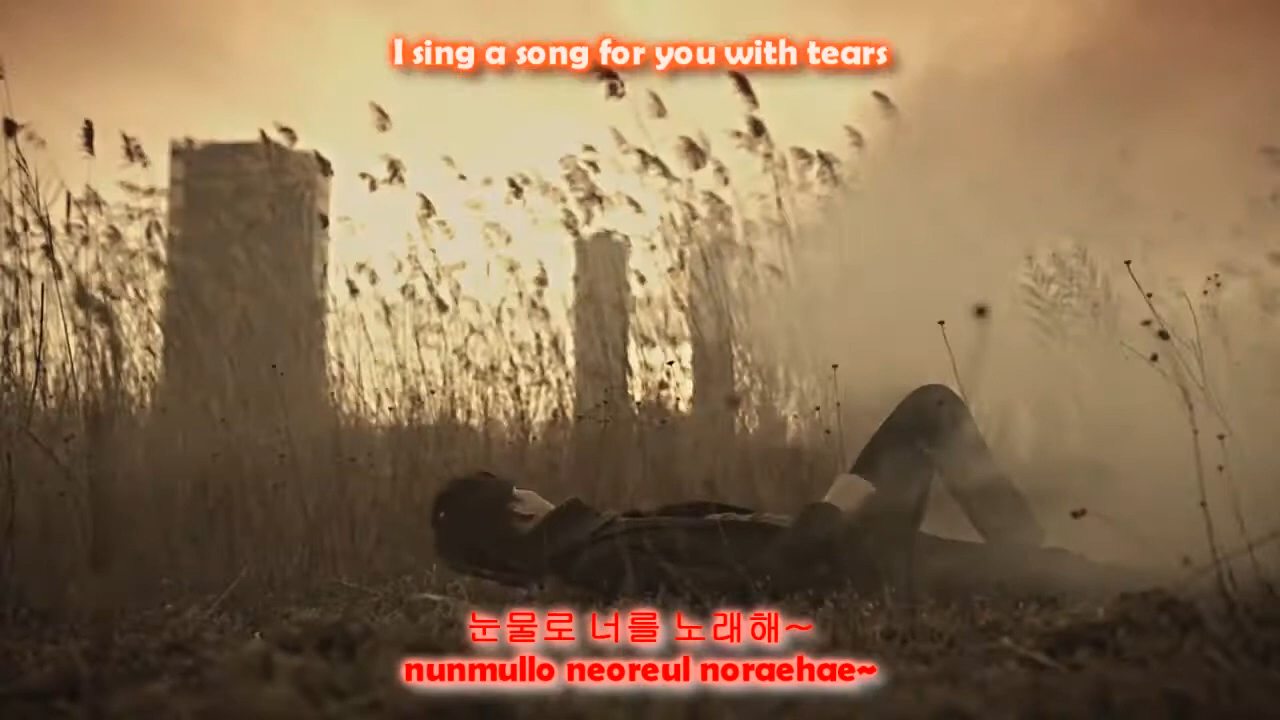 I sing a song for you with tears
눈물로 너를 노래해~
nunmullo neoreul noraehae~